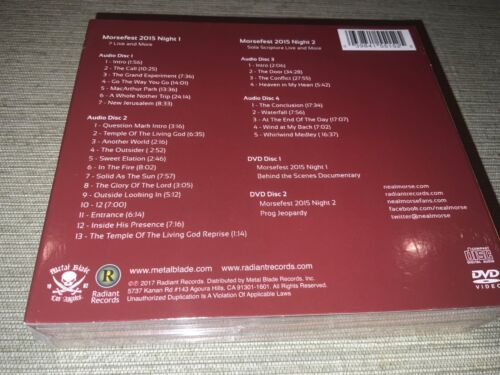 Morsefest 2015 Night 1
? Live and More
Audio Disc 1
1 - Intro (1:56)
2 - The Call (10:25)
3 - The Grand Experiment (7:36)
4 - Go The Way You Go (14:01)
5 - MacArthur Park (13:36)
6 - A Whole Nother Trip (24:14)
7 - New Jerusalem (8:33)
Audio Disc 2
1 - Question Mark Intro (3:16)
2 - Temple Of The Living God (6:35)
3 - Another World (2:16)
4 - The Outsider ( 2:52)
5 - Sweet Elation (2:46)
6 - In The Fire (8:02)
7 - Solid As The Sun (7:58)
8 - The Glory Of The Lord (3:05)
9 - Outside Looking In (5:12)
10 - 12 (7:00)
11 - Entrance (6:14)
12 - Inside His Presence (7:06)
13 - The Temple Of The Living God Reprise (1:14)
Morsefest 2015 Night 2
Sola Scriptura Live and More
Audio Disc 3
1 - Intro (2:06)
2 - The Door (34:28)
3 - The Conflict (27:55)
4 - Heaven in My Heart (5:42)
Audio Disc 4
1 - The Conclusion (17:34)
2 - Waterfall (7:56)
3 - At The End Of The Day (17:07)
4 - Wind at My Back (7:02)
5 - Whirlwind Medley ( 16:37)
DVD Disc 1
Morsefest 2015 Night 1
Behind the Scenes Documentary
DVD Disc 2
Morsefest 2015 Night 2
Prog Jeopardy
nealmorse.com
radiantrecords.com
nealmorsefans.com
facebook.com/nealmorse
twitter@nealmorse
Metal Blade
Los Angeles
R
Radiant
Records
www.metalblade.com www.radiantrecords.com
©℗ 2017 Radiant Records. Distributed by Metal Blade Records, Inc.
5737 Kanan Rd #143 Agoura Hills, CA 91301-1601. All Rights Reserved.
Unauthorized Duplication Is A Violation Of Applicable Laws
COMPACT
disc
DIGITAL AUDIO
DVD
VIDEO